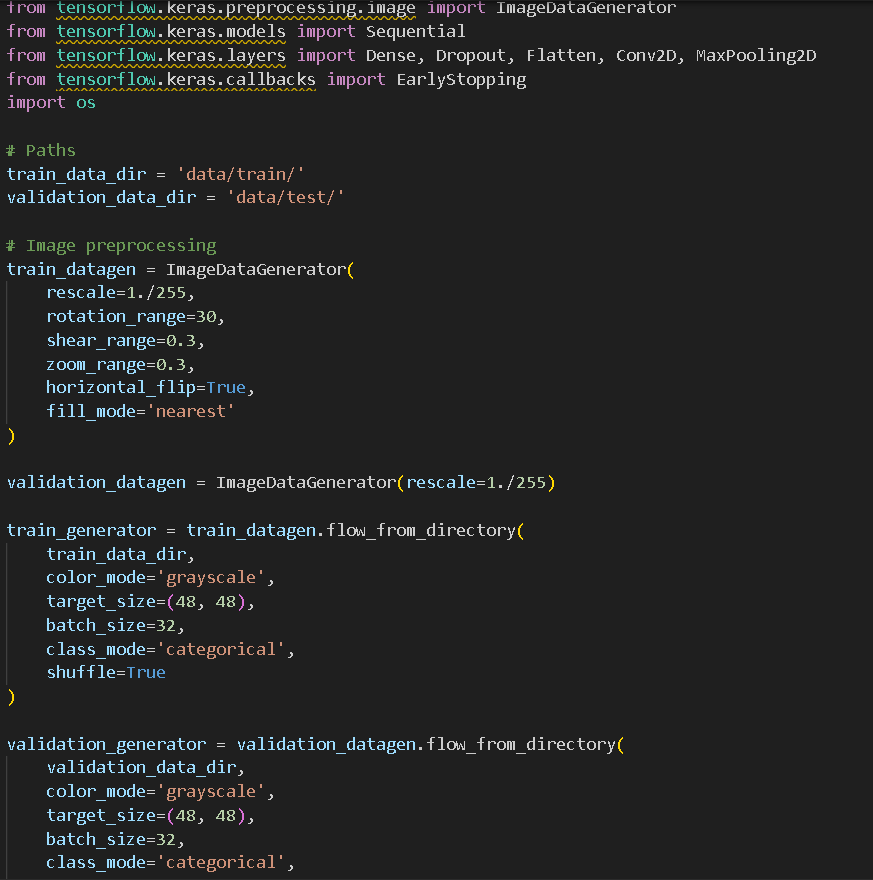 from tensorflow.keras.preprocessing.image import ImageDataGenerator
from tensorflow.keras.models import Sequential
from tensorflow.keras.layers import Dense, Dropout, Flatten, Conv2D, MaxPooling2D
from tensorflow.keras.callbacks import EarlyStopping
import os
# Paths
train_data_dir = 'data/train/'
validation_data_dir = 'data/test/'
# Image preprocessing
train_datagen = ImageDataGenerator(
    rescale=1./255,
    rotation_range=30,
    shear_range=0.3,
    zoom_range=0.3,
    horizontal_flip=True,
    fill_mode='nearest'
)
validation_datagen = ImageDataGenerator(rescale=1./255)
train_generator = train_datagen.flow_from_directory(
    train_data_dir,
    color_mode='grayscale',
    target_size=(48, 48),
    batch_size=32,
    class_mode='categorical',
    shuffle=True
)
validation_generator = validation_datagen.flow_from_directory(
    validation_data_dir,
    color_mode='grayscale',
    target_size=(48, 48),
    batch_size=32,
    class_mode='categorical',